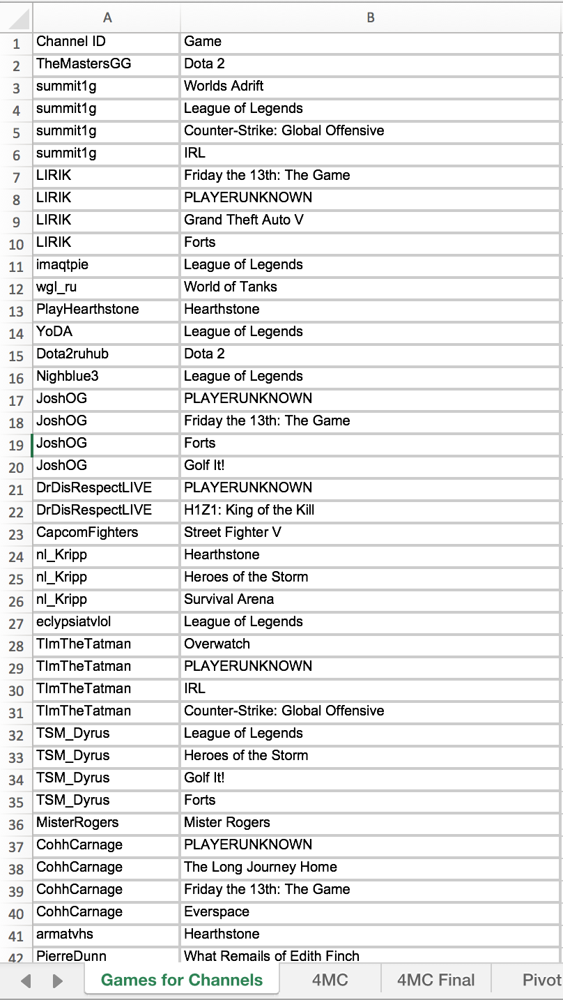 A B
1 Channel ID Game
2 TheMastersGG Dota 2
3 summit1g Worlds Adrift
4 summit1g League of Legends
5 summit1g Counter-Strike: Global Offensive
6 summit1g IRL
7 LIRIK Friday the 13th: The Game
8 LIRIK PLAYERUNKNOWN
9 LIRIK Grand Theft Auto V
10 LIRIK Forts
11 imaqtpie League of Legends
12 wgl_ru World of Tanks
13 PlayHearthstone Hearthstone
14 YoDA League of Legends
15 Dota2ruhub Dota 2
16 Nighblue3 League of Legends
17 JoshOG PLAYERUNKNOWN
18 JoshOG Friday the 13th: The Game
19 JoshOG Forts
20 JoshOG Golf It!
21 DrDisRespectLIVE PLAYERUNKNOWN
22 DrDisRespectLIVE H1Z1: King of the Kill
23 CapcomFighters Street Fighter V
24 nl_Kripp Hearthstone
25 nl_Kripp Heroes of the Storm
26 nl_Kripp Survival Arena
27 eclypsiatvlol League of Legends
28 TImTheTatman Overwatch
29 TImTheTatman PLAYERUNKNOWN
30 TImTheTatman IRL
31 TImTheTatman Counter-Strike: Global Offensive
32 TSM_Dyrus League of Legends
33 TSM_Dyrus Heroes of the Storm
34 TSM_Dyrus Golf It!
35 TSM_Dyrus Forts
36 MisterRogers Mister Rogers
37 CohhCarnage PLAYERUNKNOWN
38 CohhCarnage The Long Journey Home
39 CohhCarnage Friday the 13th: The Game
40 CohhCarnage Everspace
41 armatvhs Hearthstone
42 PierreDunn What Remails of Edith Finch
Games for Channels 4MC 4MC Final Pivot